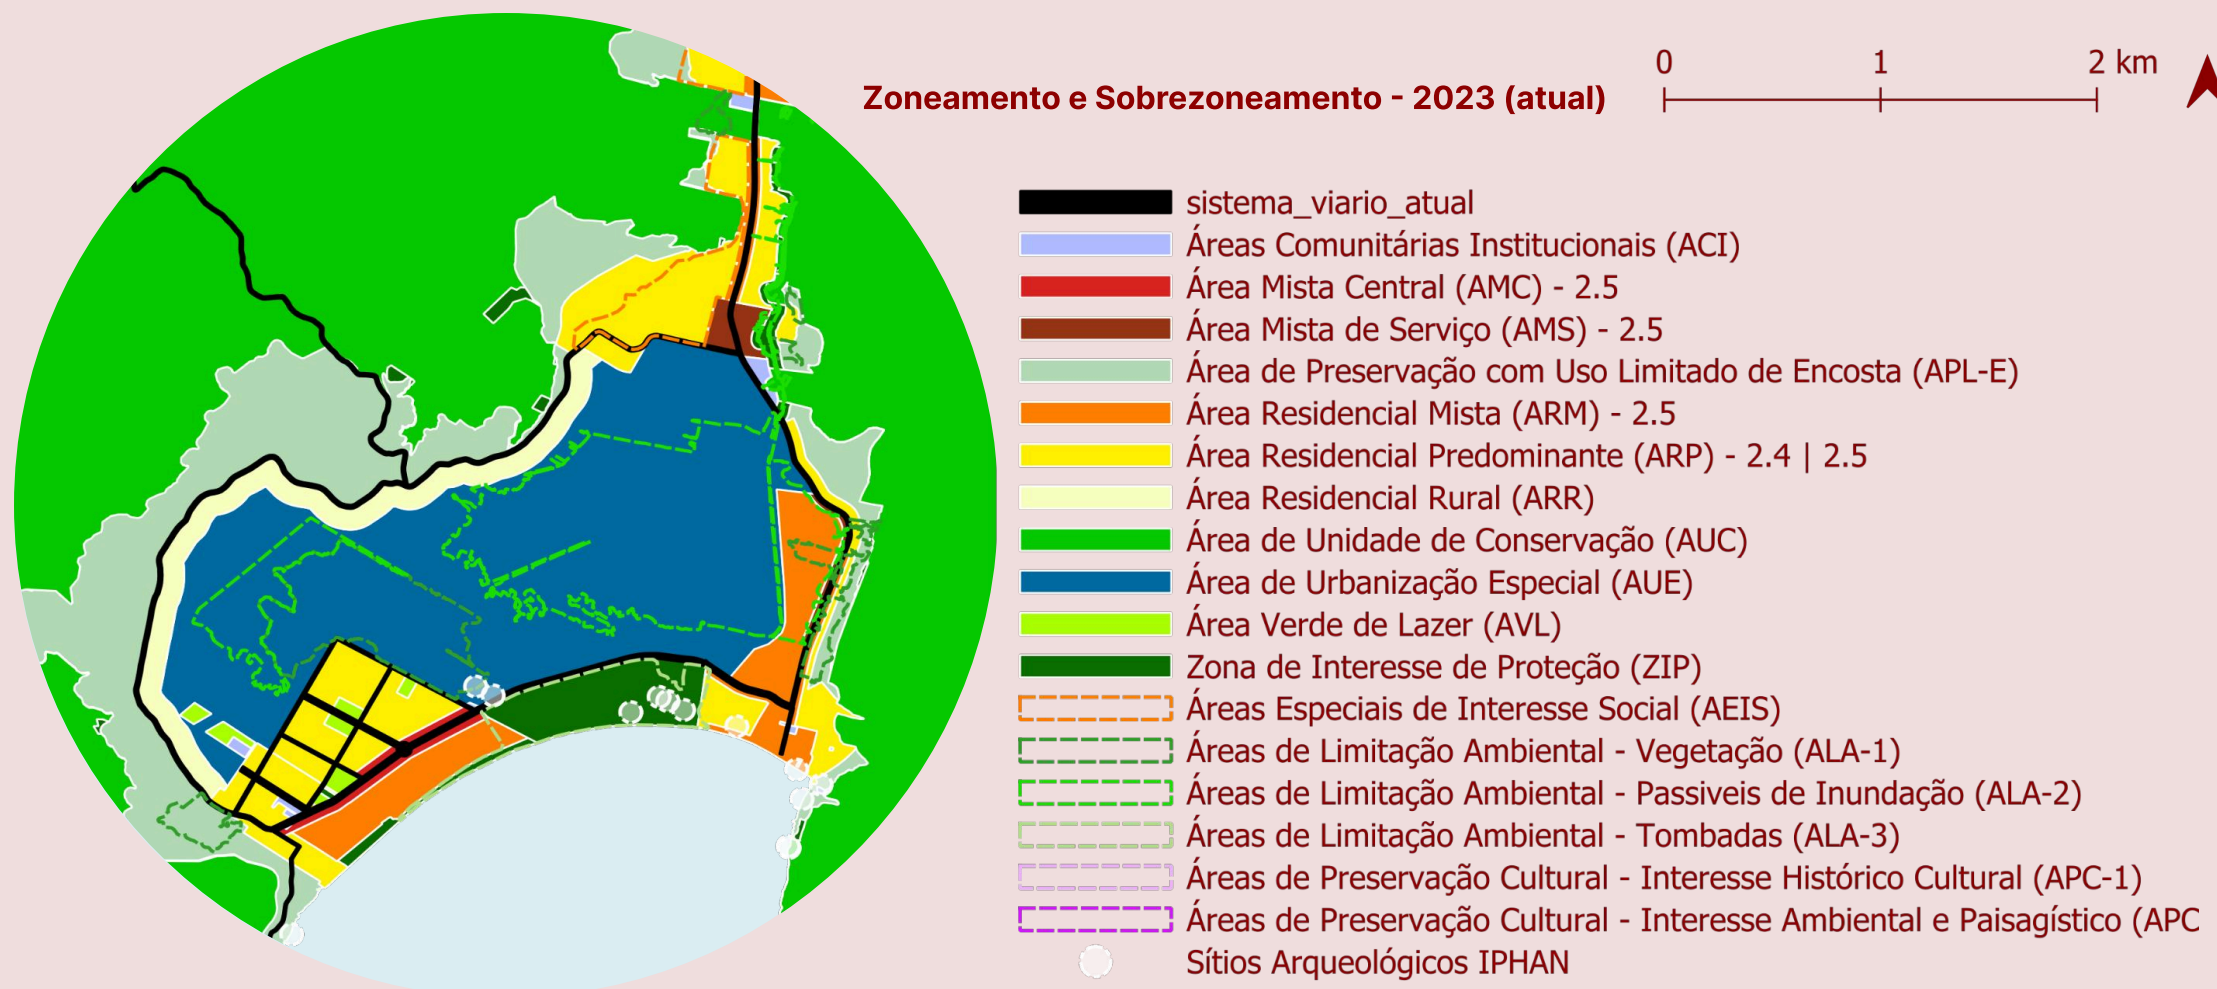 0 1 2 km
Zoneamento e Sobrezoneamento - 2023 (atual)
sistema_viario_atual
Áreas Comunitárias Institucionais (ACI)
Área Mista Central (AMC) - 2.5
Área Mista de Serviço (AMS) - 2.5
Área de Preservação com Uso Limitado de Encosta (APL-E)
Área Residencial Mista (ARM) - 2.5
Área Residencial Predominante (ARP) - 2.4 | 2.5
Área Residencial Rural (ARR)
Área de Unidade de Conservação (AUC)
Área de Urbanização Especial (AUE)
Área Verde de Lazer (AVL)
Zona de Interesse de Proteção (ZIP)
Áreas Especiais de Interesse Social (AEIS)
Áreas de Limitação Ambiental - Vegetação (ALA-1)
Áreas de Limitação Ambiental - Passiveis de Inundação (ALA-2)
Áreas de Limitação Ambiental - Tombadas (ALA-3)
Áreas de Preservação Cultural - Interesse Histórico Cultural (APC-1)
Áreas de Preservação Cultural - Interesse Ambiental e Paisagístico (APC
Sítios Arqueológicos IPHAN